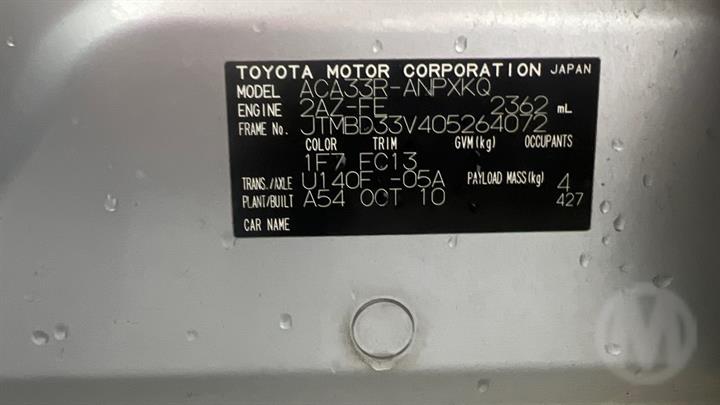 TOYOTA MOTOR CORPORATION JAPAN
MODEL ACA33R-ANPXKQ
ENGINE 2AZ-FE 2362 mL
FRAME No. JTMBD33V405264072
COLOR TRIM GVM(kg) OCCUPANTS
1F7 FC13
TRANS./AXLE U140F -05A PAYLOAD MASS(kg) 4
PLANT/BUILT A54 OCT 10 427
CAR NAME
M